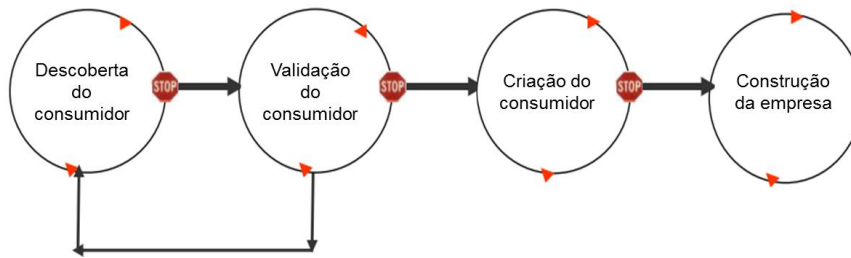 Descoberta
do
consumidor
STOP
Validação
do
consumidor
STOP
Criação do
consumidor
STOP
Construção
da empresa